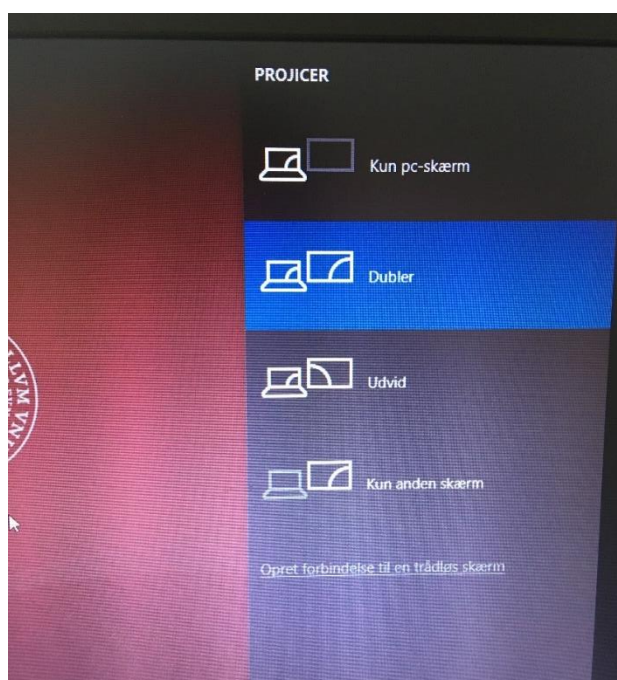 PROJICER
Kun pc-skærm
Dubler
Udvid
Kun anden skærm
Opret forbindelse til en trådløs skærm